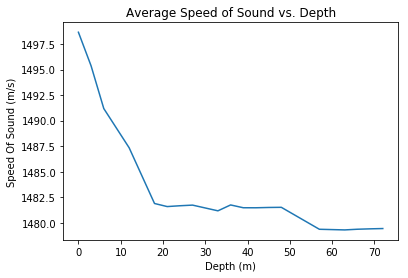 Average Speed of Sound vs. Depth
1497.5
1495.0
1492.5
1490.0
1487.5
1485.0
1482.5
1480.0
Speed Of Sound (m/s)
0 10 20 30 40 50 60 70
Depth (m)